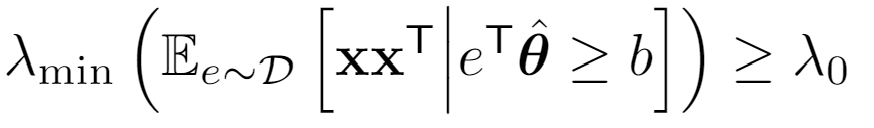 λ_min ( 𝔼_{e∼𝒟} [ 𝐱𝐱^⊤ | e^⊤ 𝜽̂ ≥ b ] ) ≥ λ_0